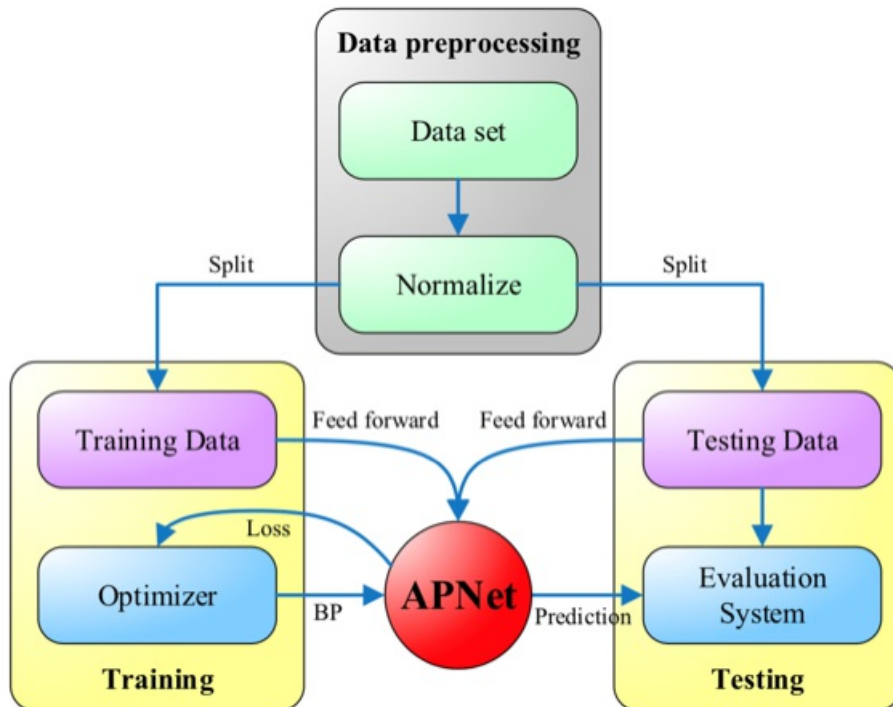 Data preprocessing
Data set
Normalize
Split
Split
Training Data
Feed forward
Feed forward
Testing Data
Loss
Optimizer
BP
APNet
Prediction
Evaluation
System
Training
Testing